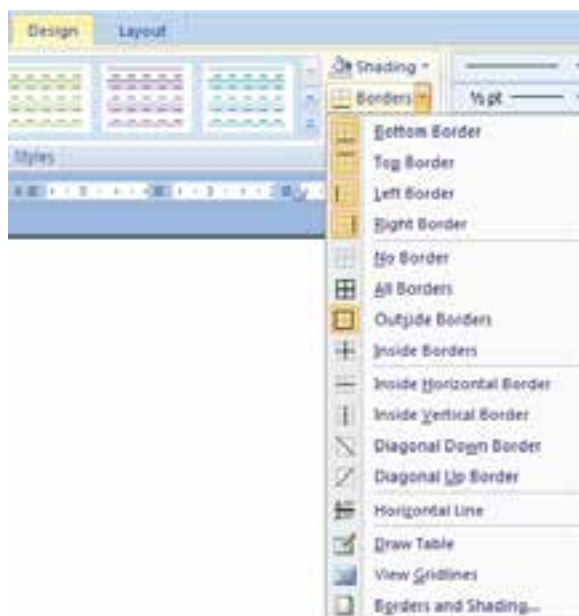 Design Layout
Shading
Borders ½ pt
Styles
Bottom Border
Top Border
Left Border
Right Border
No Border
All Borders
Outside Borders
Inside Borders
Inside Horizontal Border
Inside Vertical Border
Diagonal Down Border
Diagonal Up Border
Horizontal Line
Draw Table
View Gridlines
Borders and Shading...